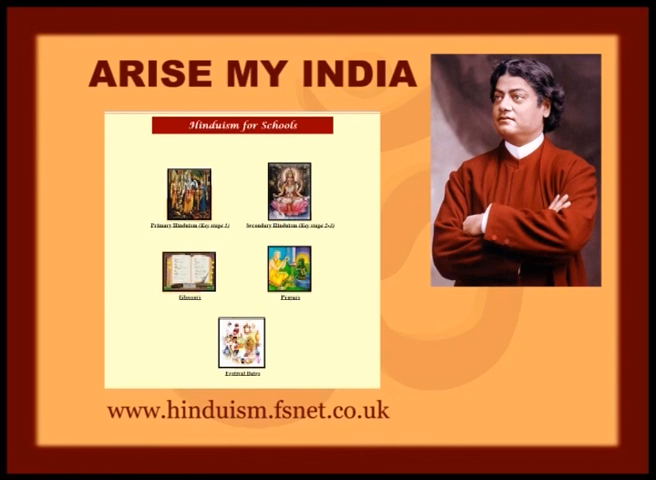 ARISE MY INDIA
Hinduism for Schools
Primary Hinduism (Key stage 1)
Secondary Hinduism (Key stage 2-3)
Glossary
Prayers
Festival Dates
www.hinduism.fsnet.co.uk